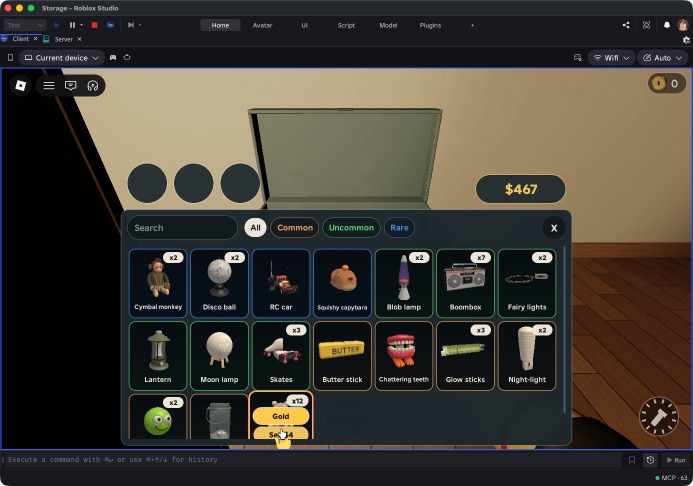 Storage - Roblox Studio
Test
Home
Avatar
UI
Script
Model
Plugins
+
Client ×
Server ×
Current device
Wifi
Auto
0
$467
Search
All
Common
Uncommon
Rare
X
x2
x2
x2
x7
x2
Cymbal monkey
Disco ball
RC car
Squishy capybara
Blob lamp
Boombox
Fairy lights
x3
BUTTER
x3
x2
Lantern
Moon lamp
Skates
Butter stick
Chattering teeth
Glow sticks
Night-light
x2
x12
Gold
: Execute a command with ⌘↵ or use ⌘↑/↓ for history
Run
MCP · 63